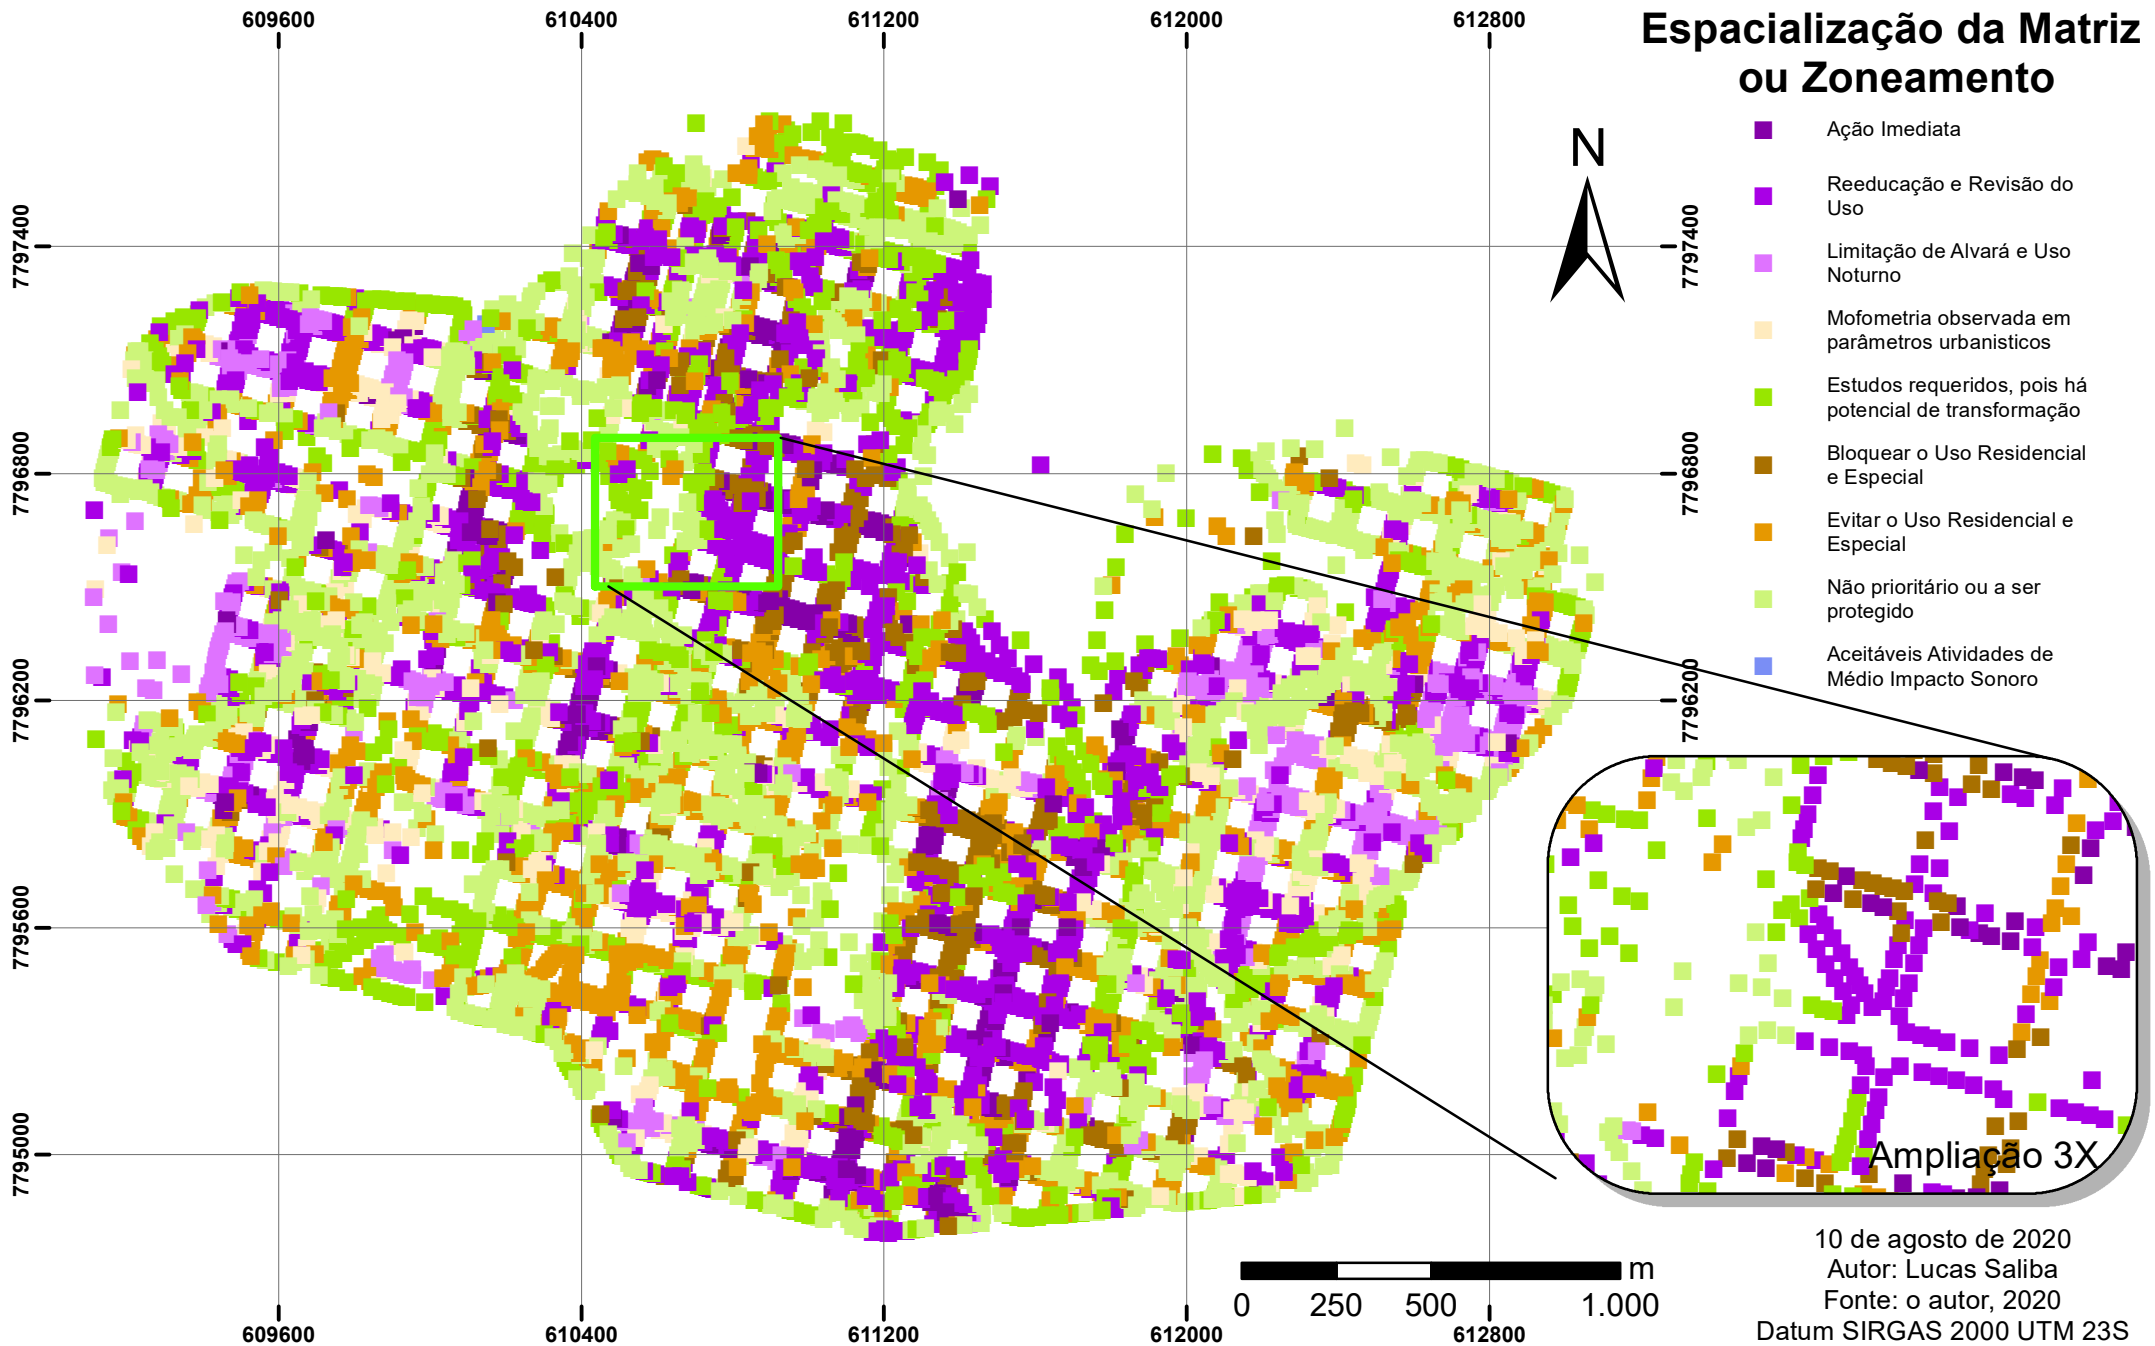 609600 610400 611200 612000 612800
Espacialização da Matriz
ou Zoneamento
N
Ação Imediata
Reeducação e Revisão do
Uso
Limitação de Alvará e Uso
Noturno
Mofometria observada em
parâmetros urbanisticos
Estudos requeridos, pois há
potencial de transformação
Bloquear o Uso Residencial
e Especial
Evitar o Uso Residencial e
Especial
Não prioritário ou a ser
protegido
Aceitáveis Atividades de
Médio Impacto Sonoro
7797400
7796800
7796200
7795600
7795000
7797400
7796800
7796200
Ampliação 3X
m
0 250 500 1.000
609600 610400 611200 612000 612800
10 de agosto de 2020
Autor: Lucas Saliba
Fonte: o autor, 2020
Datum SIRGAS 2000 UTM 23S